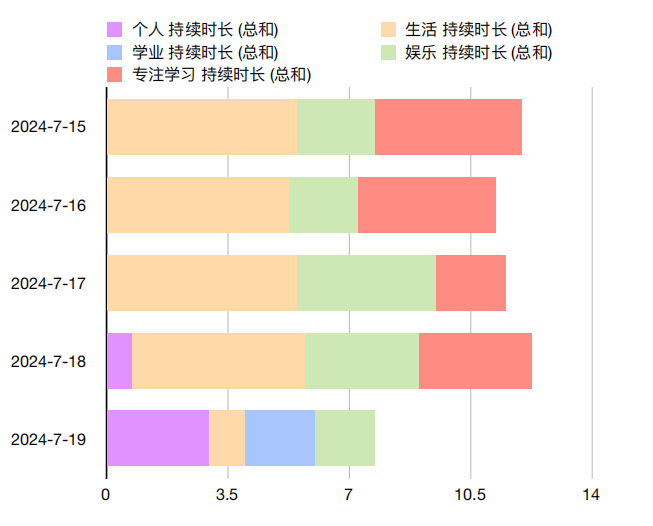 个人 持续时长 (总和)
生活 持续时长 (总和)
学业 持续时长 (总和)
娱乐 持续时长 (总和)
专注学习 持续时长 (总和)
2024-7-15
2024-7-16
2024-7-17
2024-7-18
2024-7-19
0 3.5 7 10.5 14